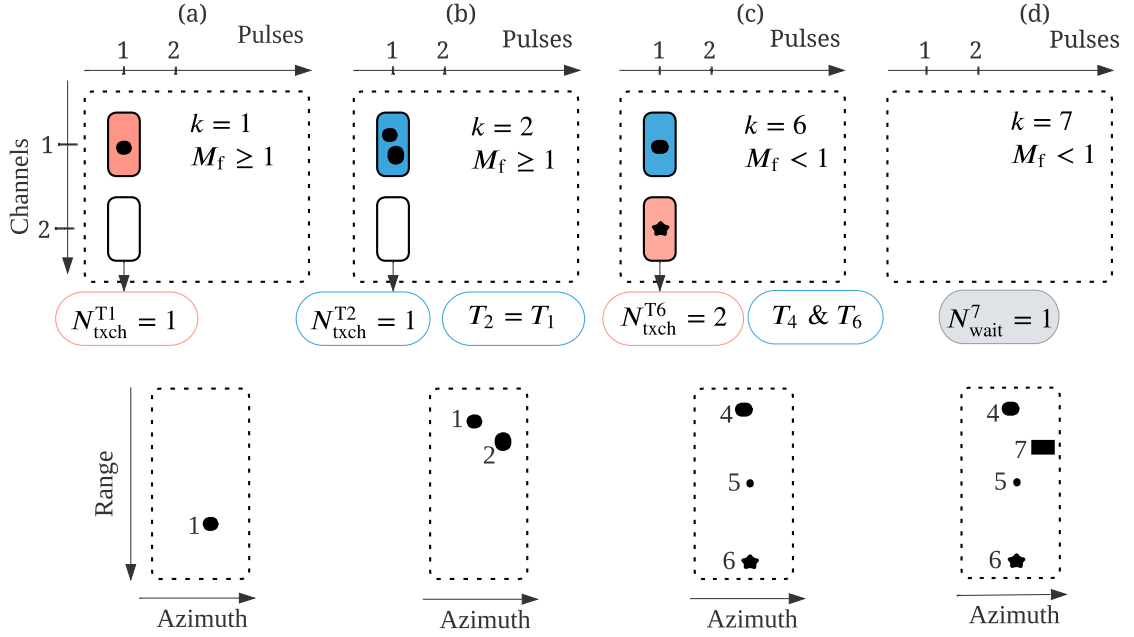 (a) (b) (c) (d)
Pulses Pulses Pulses Pulses
1 2 1 2 1 2 1 2
Channels
1
2
k = 1
M_f ≥ 1
k = 2
M_f ≥ 1
k = 6
M_f < 1
k = 7
M_f < 1
N_txch^T1 = 1
N_txch^T2 = 1
T_2 = T_1
N_txch^T6 = 2
T_4 & T_6
N_wait^7 = 1
Range
1
Azimuth
1
2
Azimuth
4
5
6
Azimuth
4
7
5
6
Azimuth